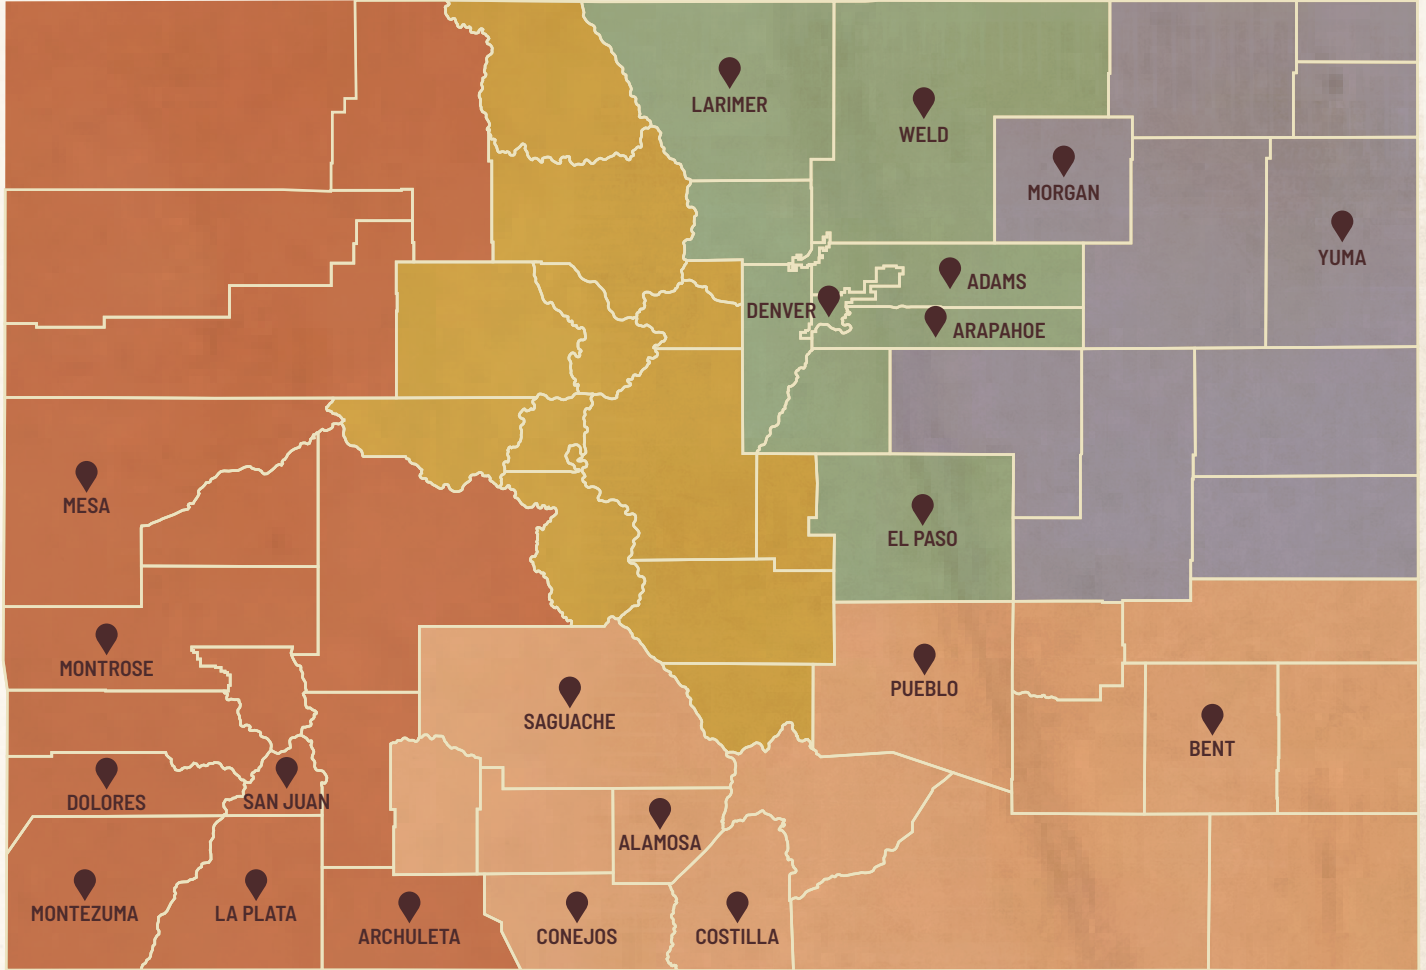 LARIMER
WELD
MORGAN
YUMA
ADAMS
DENVER
ARAPAHOE
MESA
EL PASO
MONTROSE
PUEBLO
SAGUACHE
BENT
DOLORES
SAN JUAN
ALAMOSA
MONTEZUMA
LA PLATA
ARCHULETA
CONEJOS
COSTILLA